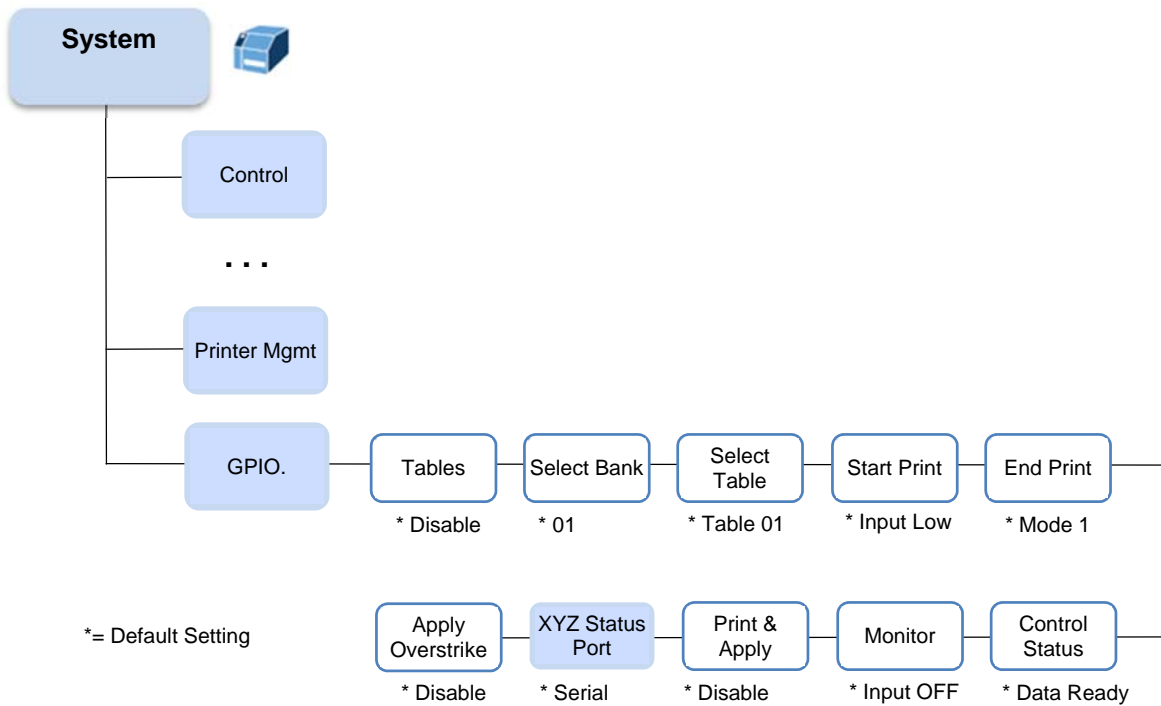 System
Control
. . .
Printer Mgmt
GPIO.
Tables
Select Bank
Select
Table
Start Print
End Print
* Disable
* 01
* Table 01
* Input Low
* Mode 1
*= Default Setting
Apply
Overstrike
XYZ Status
Port
Print &
Apply
Monitor
Control
Status
* Disable
* Serial
* Disable
* Input OFF
* Data Ready